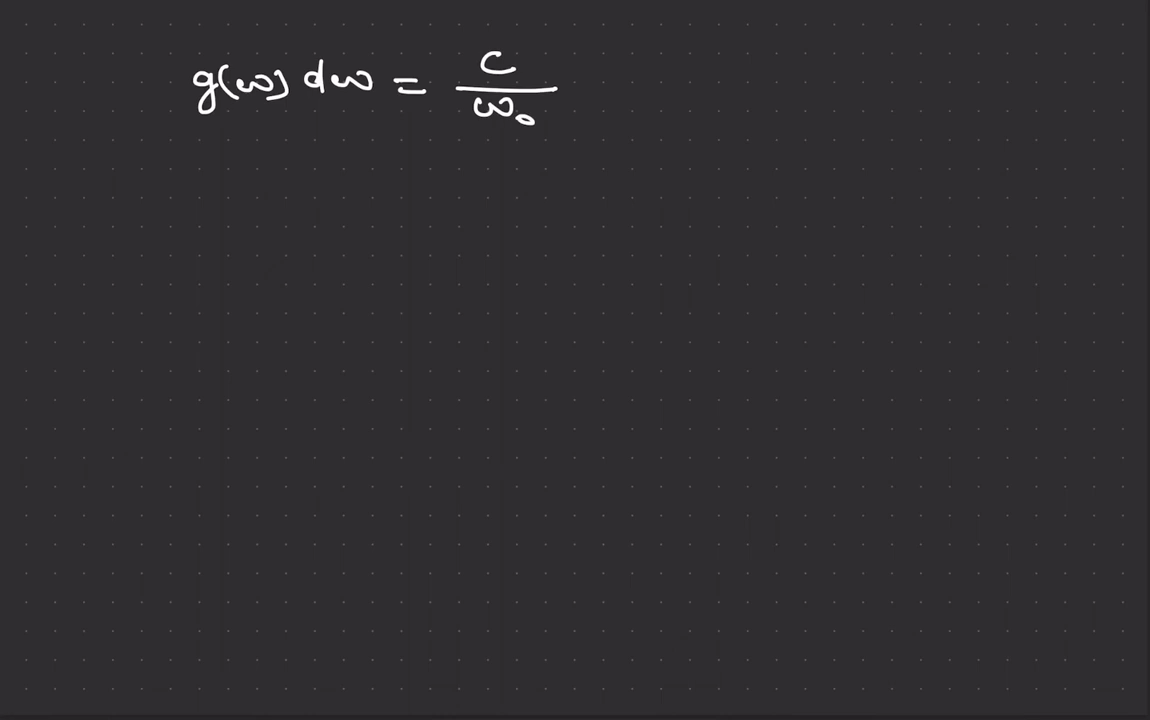 g(ω) dω = c/ω₀